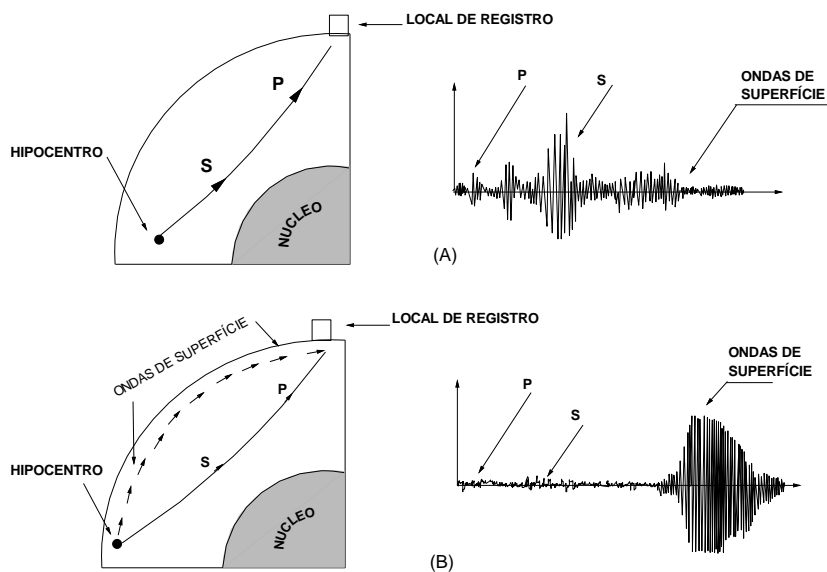 LOCAL DE REGISTRO
P
S
HIPOCENTRO
NUCLEO
P
S
ONDAS DE
SUPERFÍCIE
(A)
ONDAS DE SUPERFÍCIE
LOCAL DE REGISTRO
P
S
HIPOCENTRO
NUCLEO
P
S
ONDAS DE
SUPERFÍCIE
(B)